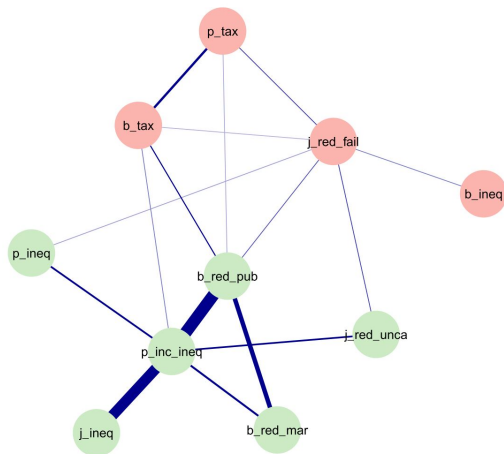 p_tax
b_tax
j_red_fail
b_ineq
p_ineq
b_red_pub
j_red_unca
p_inc_ineq
j_ineq
b_red_mar